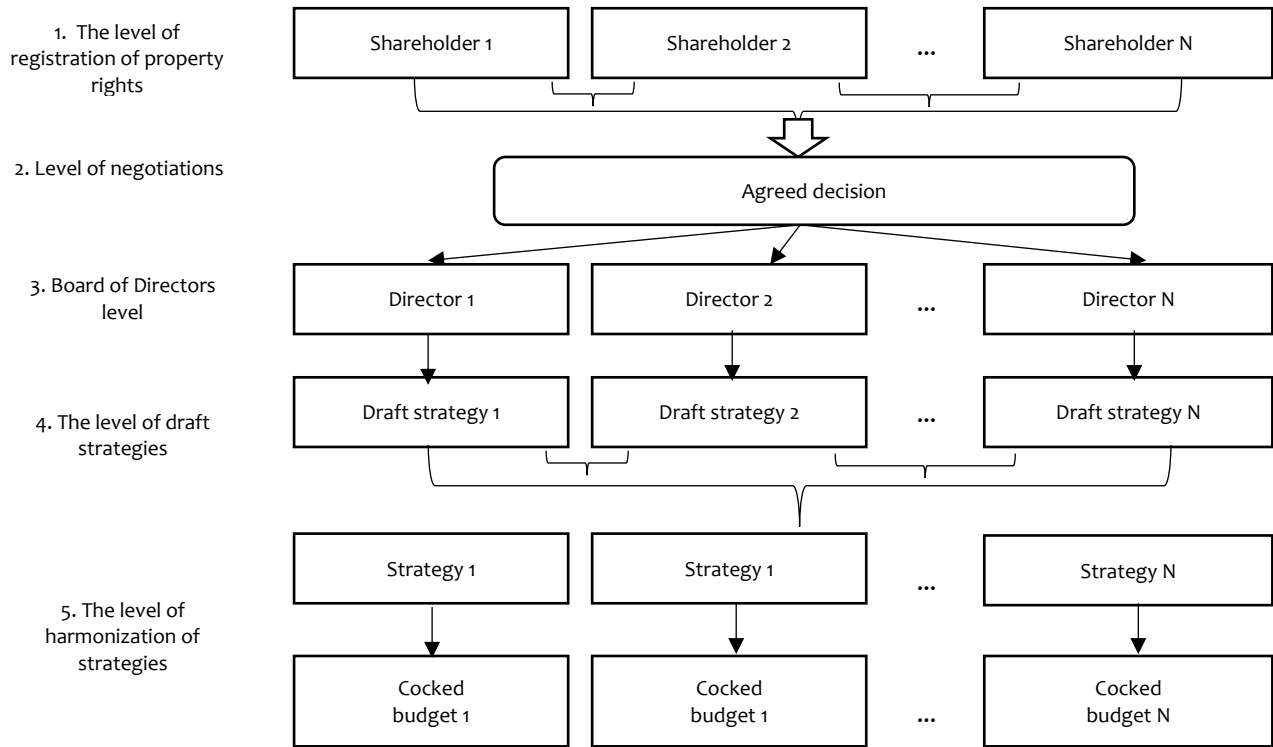 1. The level of
registration of property
rights
Shareholder 1
Shareholder 2
...
Shareholder N
2. Level of negotiations
Agreed decision
3. Board of Directors
level
Director 1
Director 2
...
Director N
4. The level of draft
strategies
Draft strategy 1
Draft strategy 2
...
Draft strategy N
5. The level of
harmonization of
strategies
Strategy 1
Strategy 1
...
Strategy N
Cocked
budget 1
Cocked
budget 1
...
Cocked
budget N